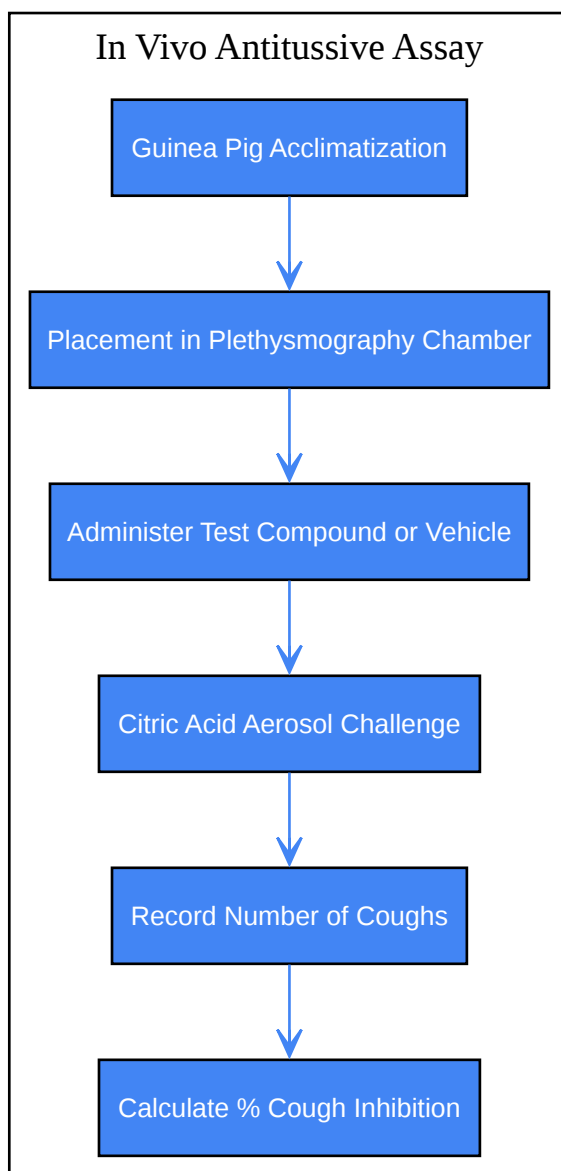 In Vivo Antitussive Assay
Guinea Pig Acclimatization
Placement in Plethysmography Chamber
Administer Test Compound or Vehicle
Citric Acid Aerosol Challenge
Record Number of Coughs
Calculate % Cough Inhibition